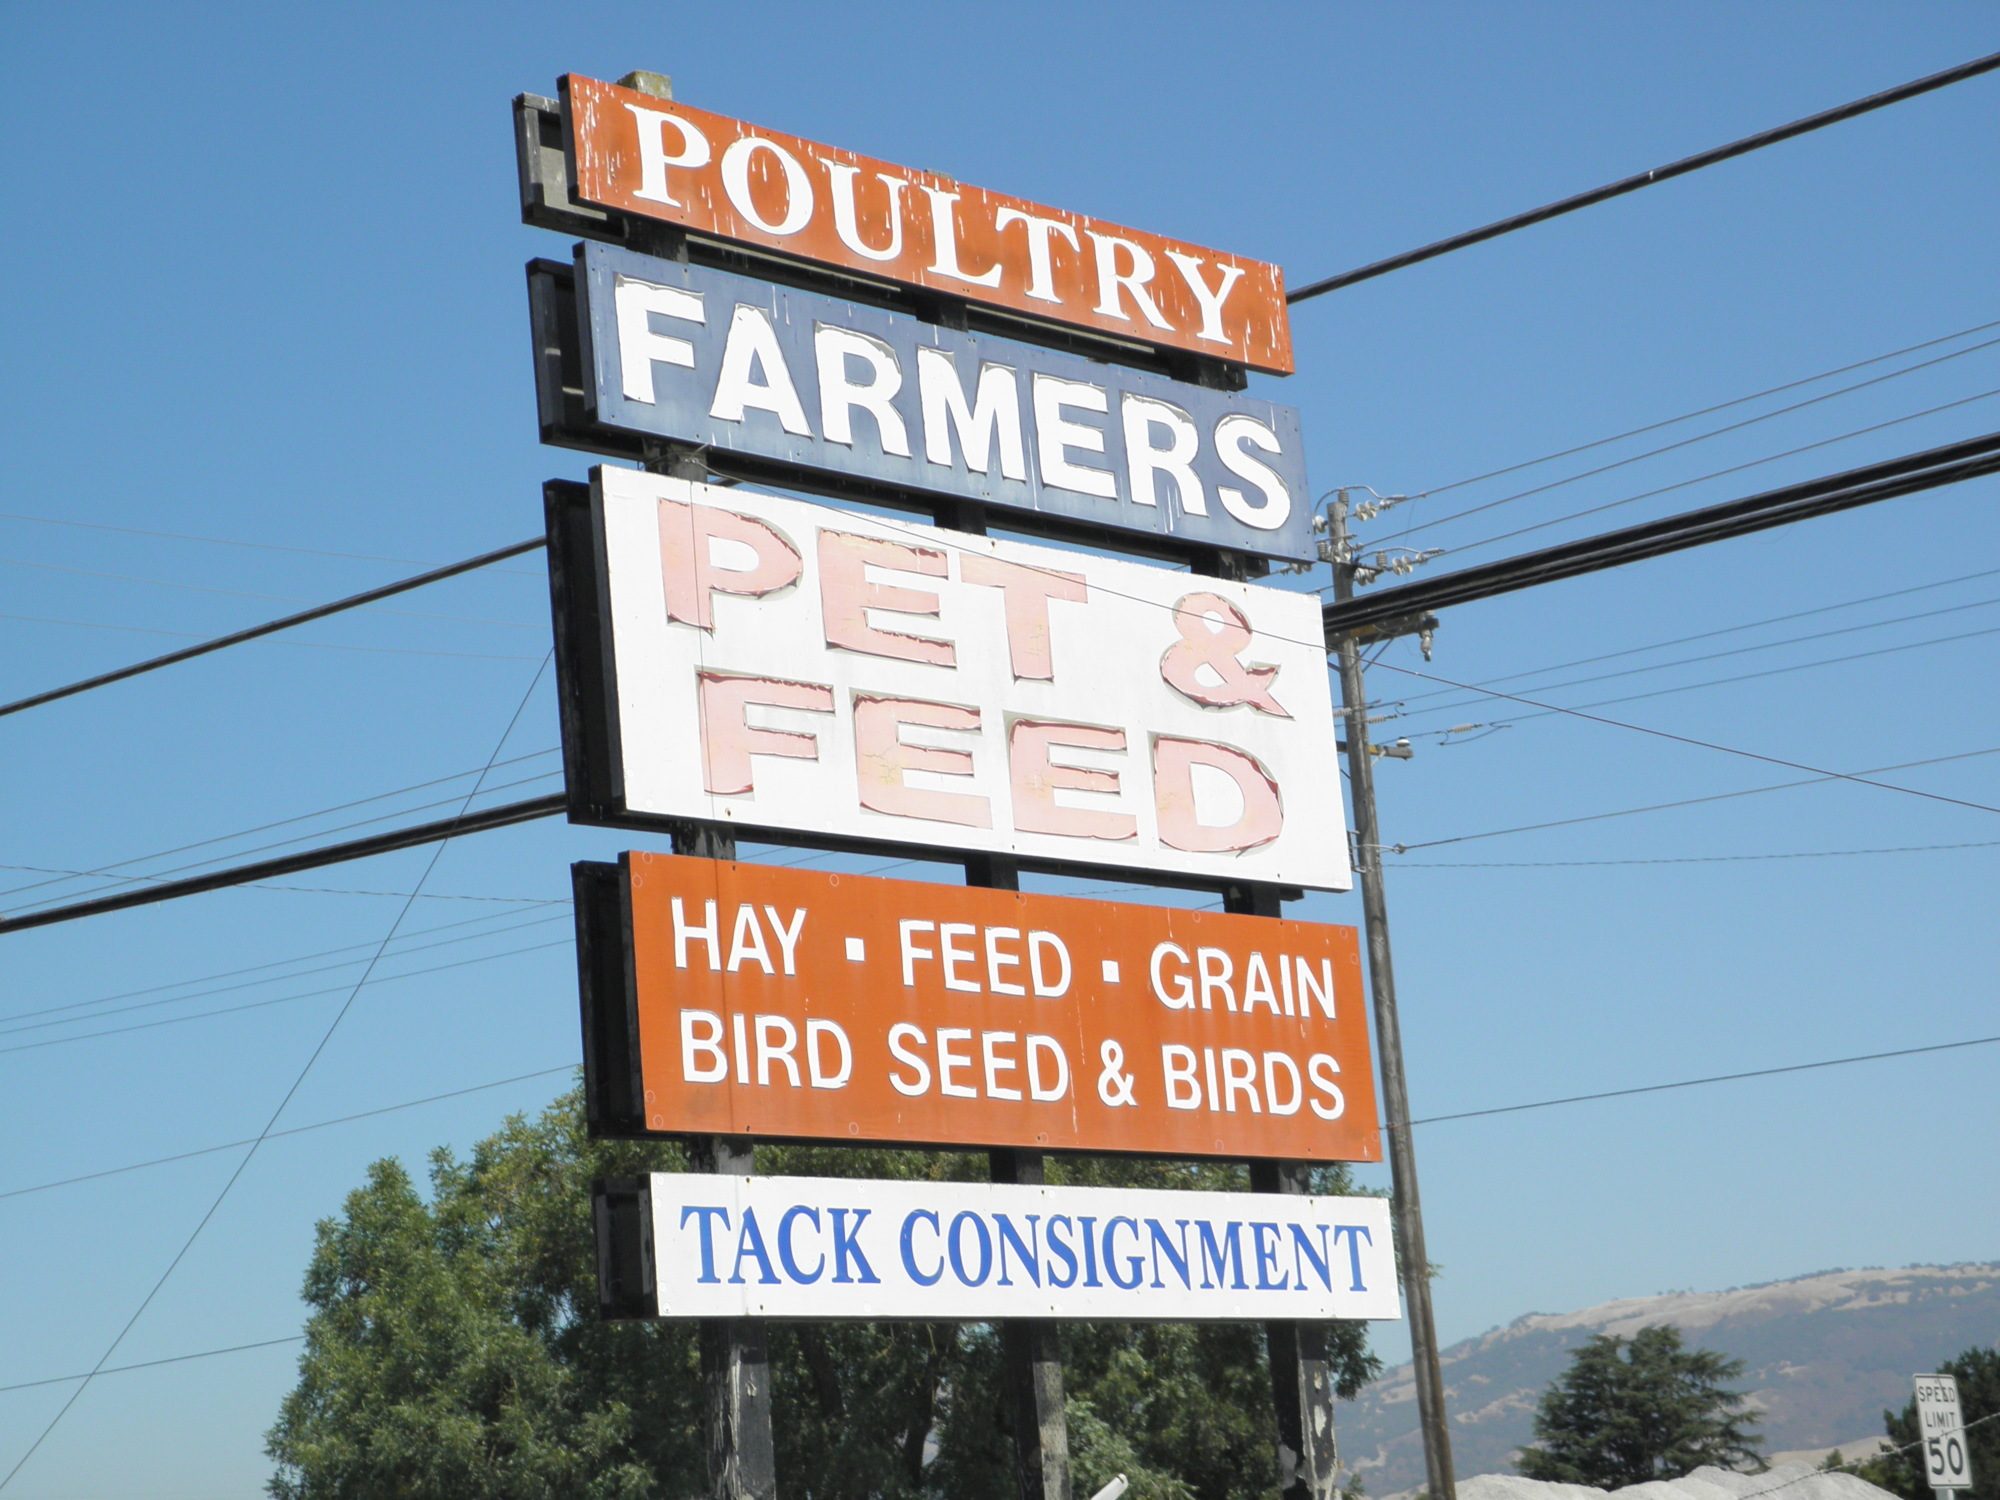 POULTRY
FARMERS
PET &
FEED
HAY ▪ FEED ▪ GRAIN
BIRD SEED & BIRDS
TACK CONSIGNMENT
SPEED
LIMIT
50